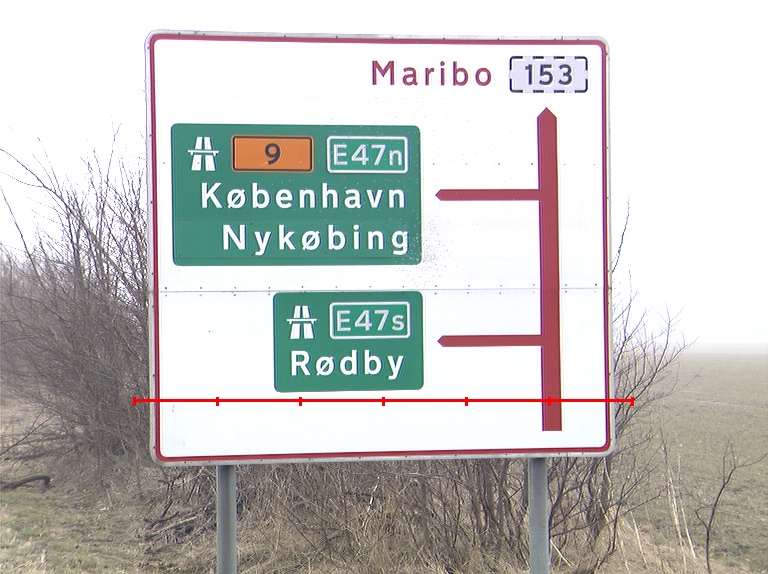 Maribo 153
9 E47n
København
Nykøbing
E47s
Rødby